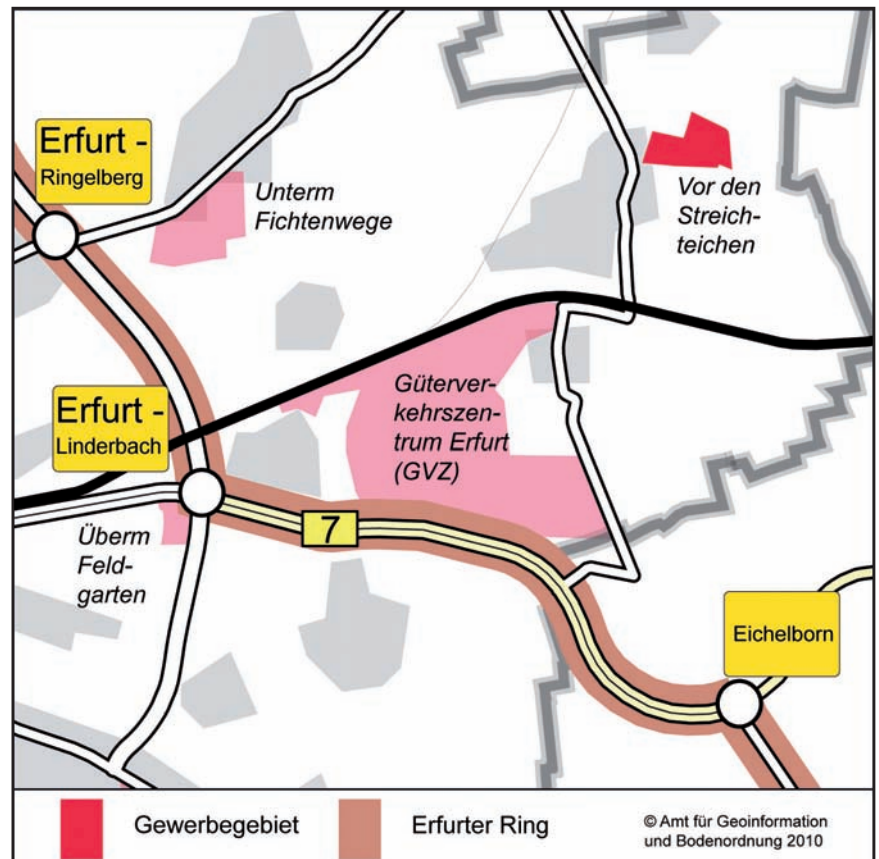 Erfurt -
Ringelberg
Unterm
Fichtenwege
Vor den
Streich-
teichen
Erfurt -
Linderbach
Güterver-
kehrszen-
trum Erfurt
(GVZ)
7
Überm
Feld-
garten
Eichelborn
Gewerbegebiet
Erfurter Ring
© Amt für Geoinformation
und Bodenordnung 2010